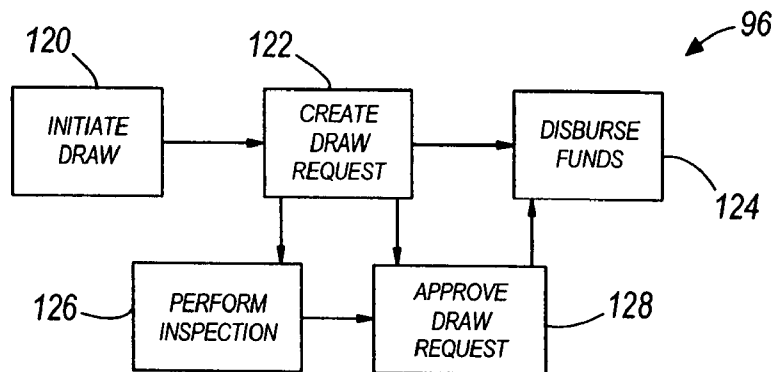 120
122
96
INITIATE
DRAW
CREATE
DRAW
REQUEST
DISBURSE
FUNDS
124
126
PERFORM
INSPECTION
APPROVE
DRAW
REQUEST
128